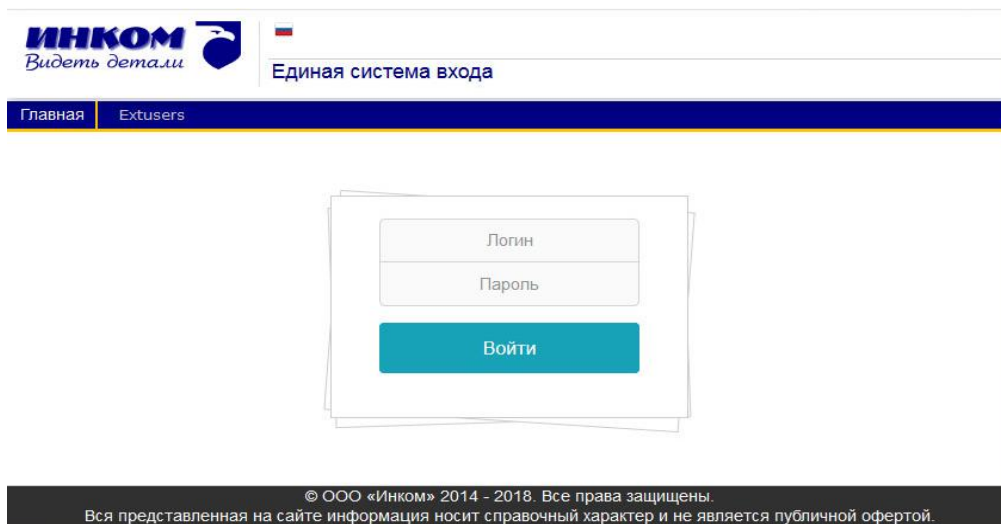 ИНКОМ
Видеть детали
Единая система входа
Главная Extusers
Логин
Пароль
Войти
© ООО «Инком» 2014 - 2018. Все права защищены.
Вся представленная на сайте информация носит справочный характер и не является публичной офертой.